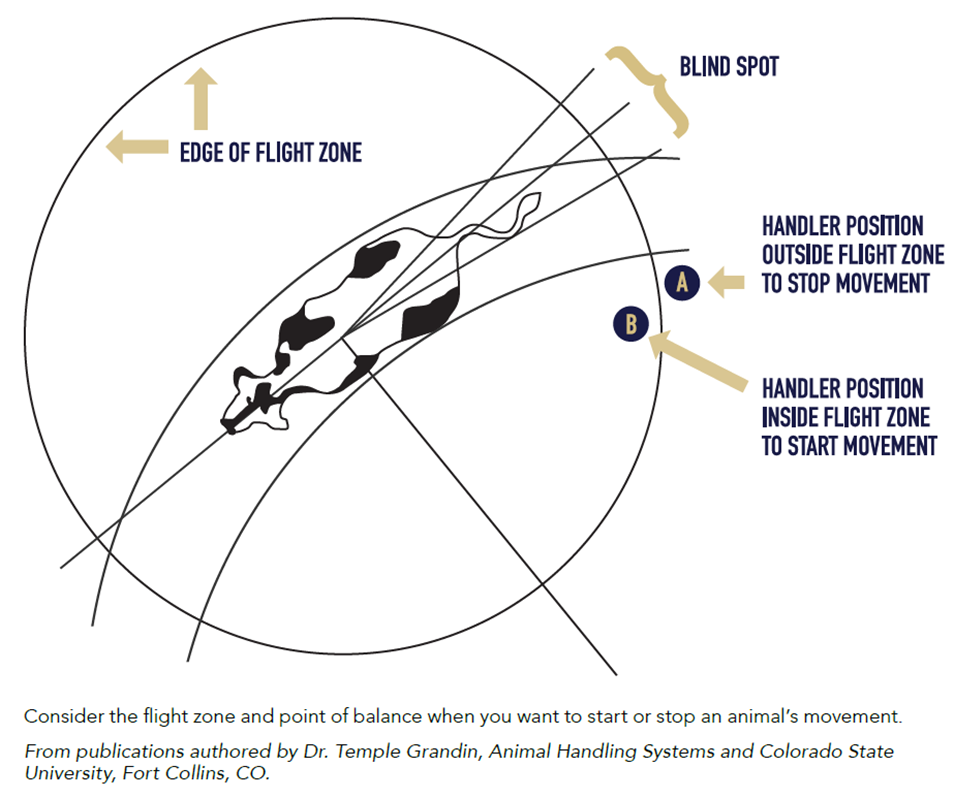 BLIND SPOT
EDGE OF FLIGHT ZONE
HANDLER POSITION
OUTSIDE FLIGHT ZONE
TO STOP MOVEMENT
A
B
HANDLER POSITION
INSIDE FLIGHT ZONE
TO START MOVEMENT
Consider the flight zone and point of balance when you want to start or stop an animal’s movement.
From publications authored by Dr. Temple Grandin, Animal Handling Systems and Colorado State
University, Fort Collins, CO.